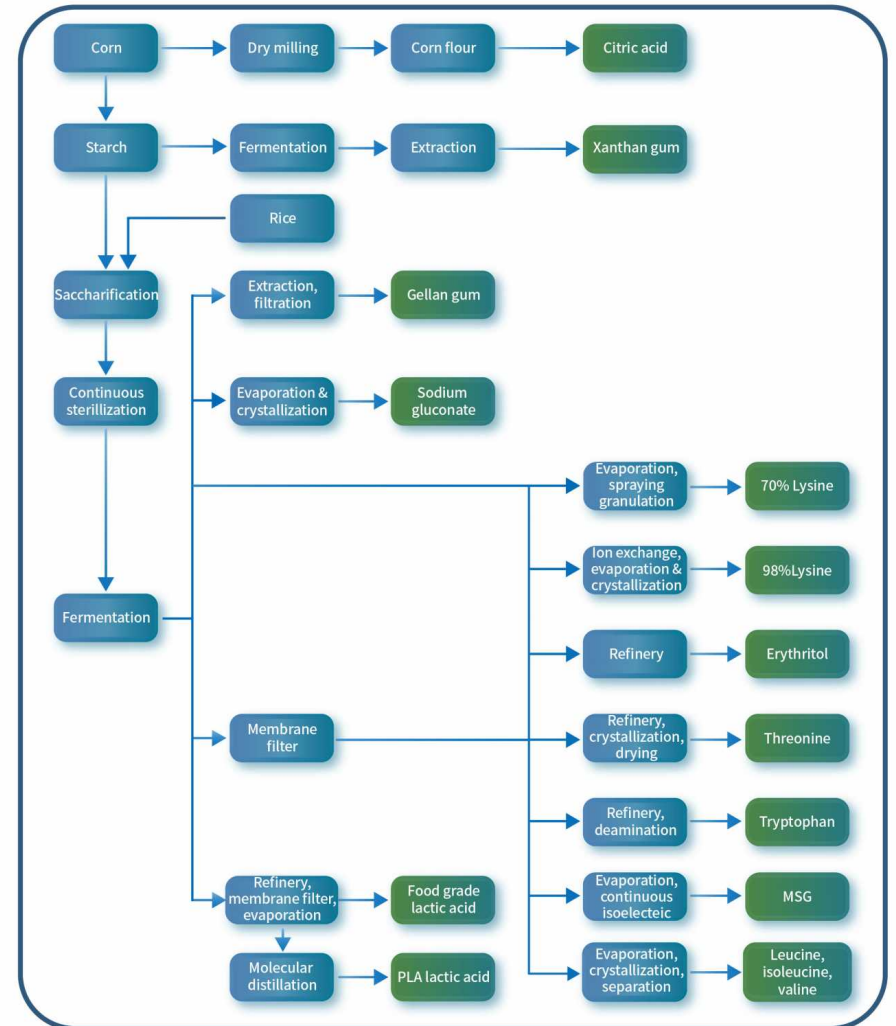 Corn
Dry milling
Corn flour
Citric acid
Starch
Fermentation
Extraction
Xanthan gum
Rice
Saccharification
Extraction,
filtration
Gellan gum
Continuous
sterillization
Evaporation &
crystallization
Sodium
gluconate
Evaporation,
spraying
granulation
70% Lysine
Ion exchange,
evaporation &
crystallization
98%Lysine
Fermentation
Refinery
Erythritol
Membrane
filter
Refinery,
crystallization,
drying
Threonine
Refinery,
deamination
Tryptophan
Refinery,
membrane filter,
evaporation
Food grade
lactic acid
Evaporation,
continuous
isoelecteic
MSG
Molecular
distillation
PLA lactic acid
Evaporation,
crystallization,
separation
Leucine,
isoleucine,
valine